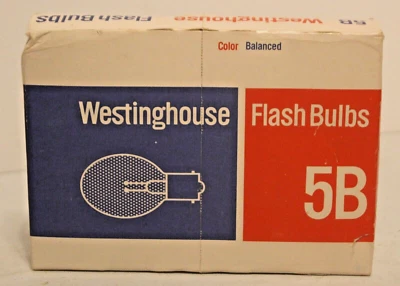 5B Westinghouse Flash Bulbs
Color Balanced
Westinghouse Flash Bulbs
5B